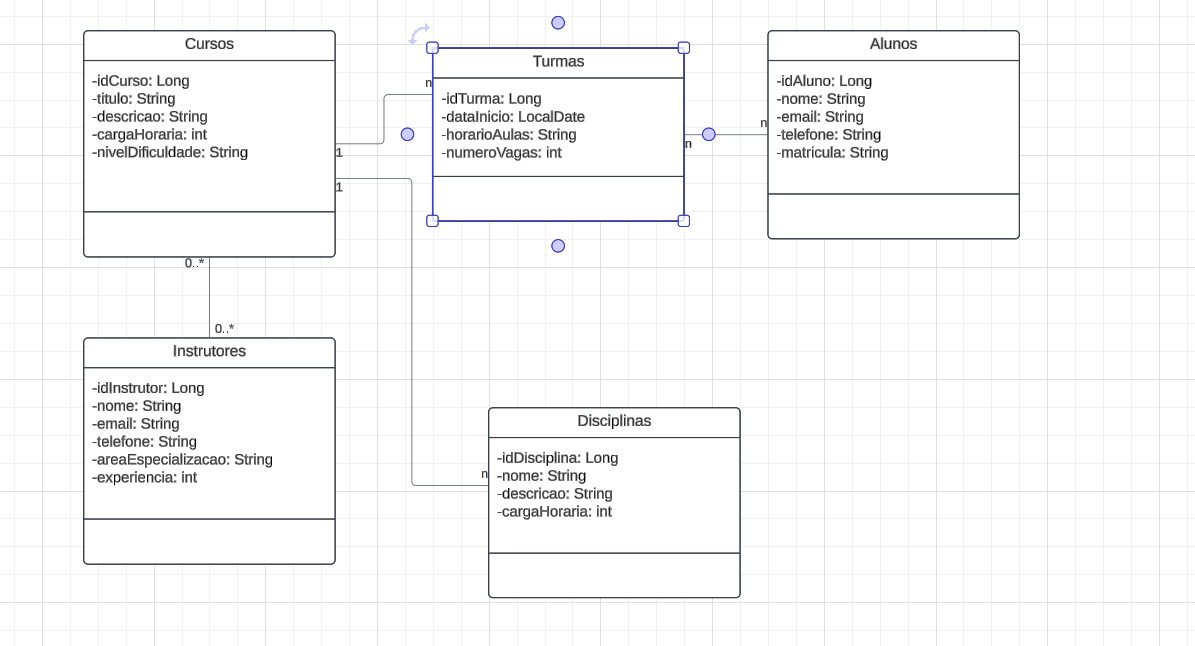 Cursos
-idCurso: Long
-titulo: String
-descricao: String
-cargaHoraria: int
-nivelDificuldade: String
1
1
0..*
n
Turmas
-idTurma: Long
-dataInicio: LocalDate
-horarioAulas: String
-numeroVagas: int
n
n
Alunos
-idAluno: Long
-nome: String
-email: String
-telefone: String
-matricula: String
0..*
Instrutores
-idInstrutor: Long
-nome: String
-email: String
-telefone: String
-areaEspecializacao: String
-experiencia: int
n
Disciplinas
-idDisciplina: Long
-nome: String
-descricao: String
-cargaHoraria: int